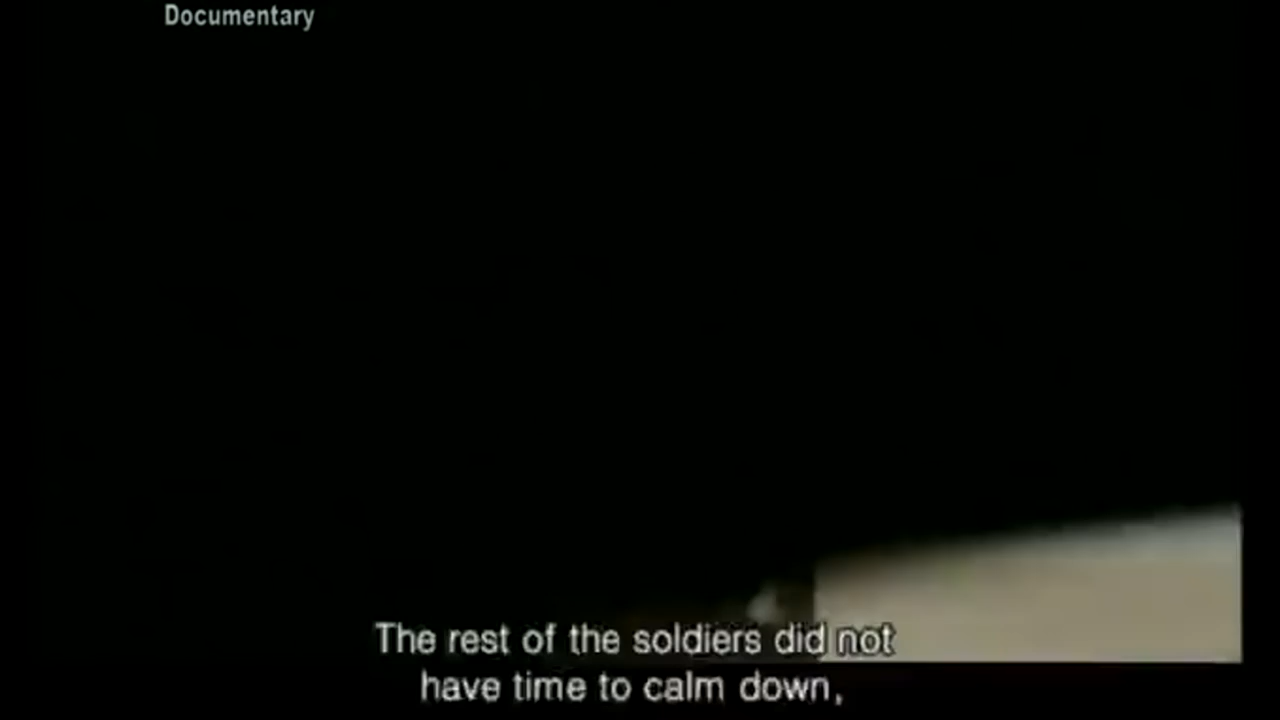 Documentary
The rest of the soldiers did not
have time to calm down,